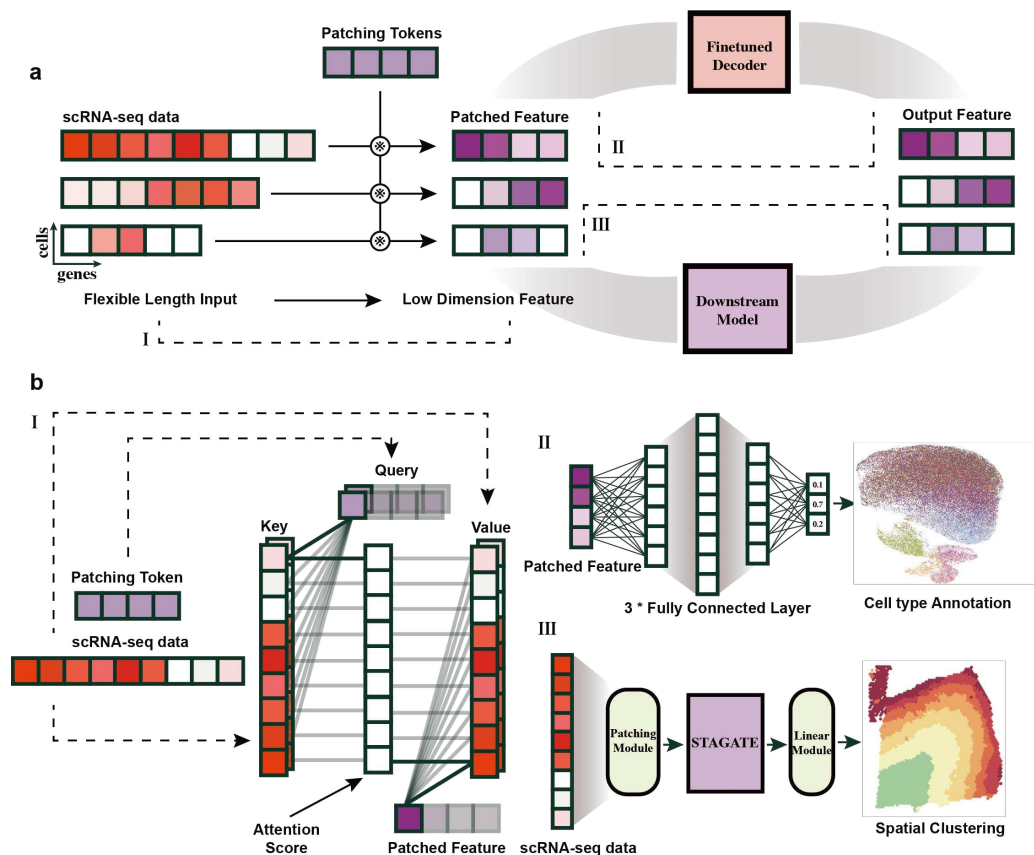 a
Patching Tokens
scRNA-seq data
cells
genes
Flexible Length Input
※
※
※
Patched Feature
Low Dimension Feature
I
Finetuned
Decoder
II
III
Output Feature
Downstream
Model
b
I
Query
Key
Value
Patching Token
scRNA-seq data
Attention
Score
Patched Feature
II
Patched Feature
0.1
0.7
0.2
3 * Fully Connected Layer
Cell type Annotation
III
scRNA-seq data
Patching
Module
STAGATE
Linear
Module
Spatial Clustering